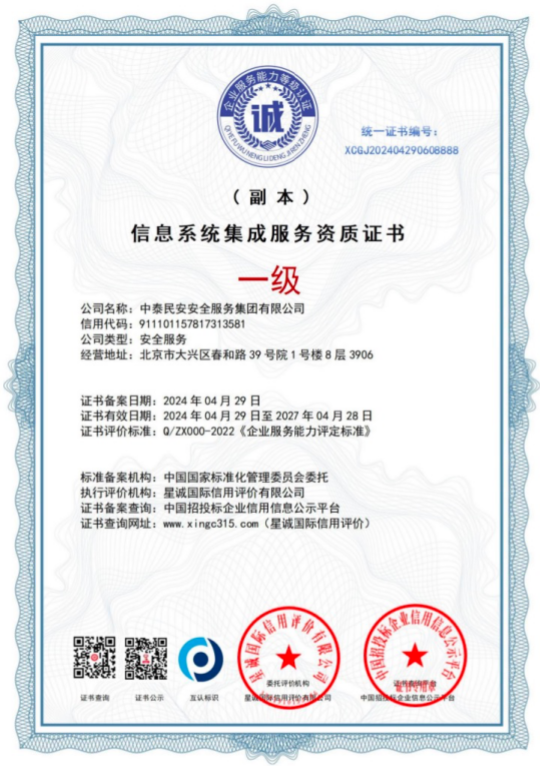 企业服务能力等级认证
诚
QIYEFUWUNENGLIDENGJIRENZHENG
统一证书编号：
XCGJ202404290608888
（副本）
信息系统集成服务资质证书
一级
公司名称：中泰民安安全服务集团有限公司
信用代码：911101157817313581
公司类型：安全服务
经营地址：北京市大兴区春和路 39 号院 1 号楼 8 层 3906
证书备案日期：2024 年 04 月 29 日
证书有效日期：2024 年 04 月 29 日至 2027 年 04 月 28 日
证书评价标准：Q/ZX000-2022《企业服务能力评定标准》
标准备案机构：中国国家标准化管理委员会委托
执行评价机构：星诚国际信用评价有限公司
证书备案查询：中国招投标企业信用信息公示平台
证书查询网址：www.xingc315.com（星诚国际信用评价）
星诚国际信用评价有限公司
中国招投标企业信用信息公示平台
证书查询
证书公示
互认标识
委托评价机构
星诚国际信用评价有限公司
证书专用章
中国招投标企业信息公示平台